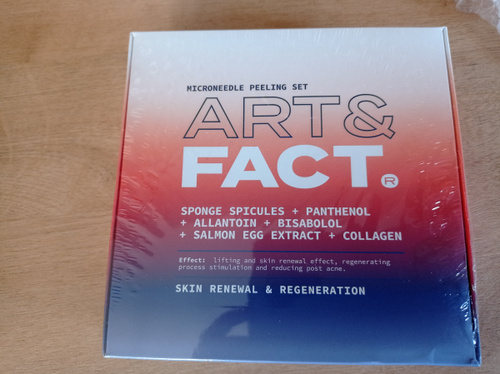 MICRONEEDLE PEELING SET
ART&
FACT.
R
SPONGE SPICULES + PANTHENOL
+ ALLANTOIN + BISABOLOL
+ SALMON EGG EXTRACT + COLLAGEN
Effect: lifting and skin renewal effect, regenerating
process stimulation and reducing post acne.
SKIN RENEWAL & REGENERATION